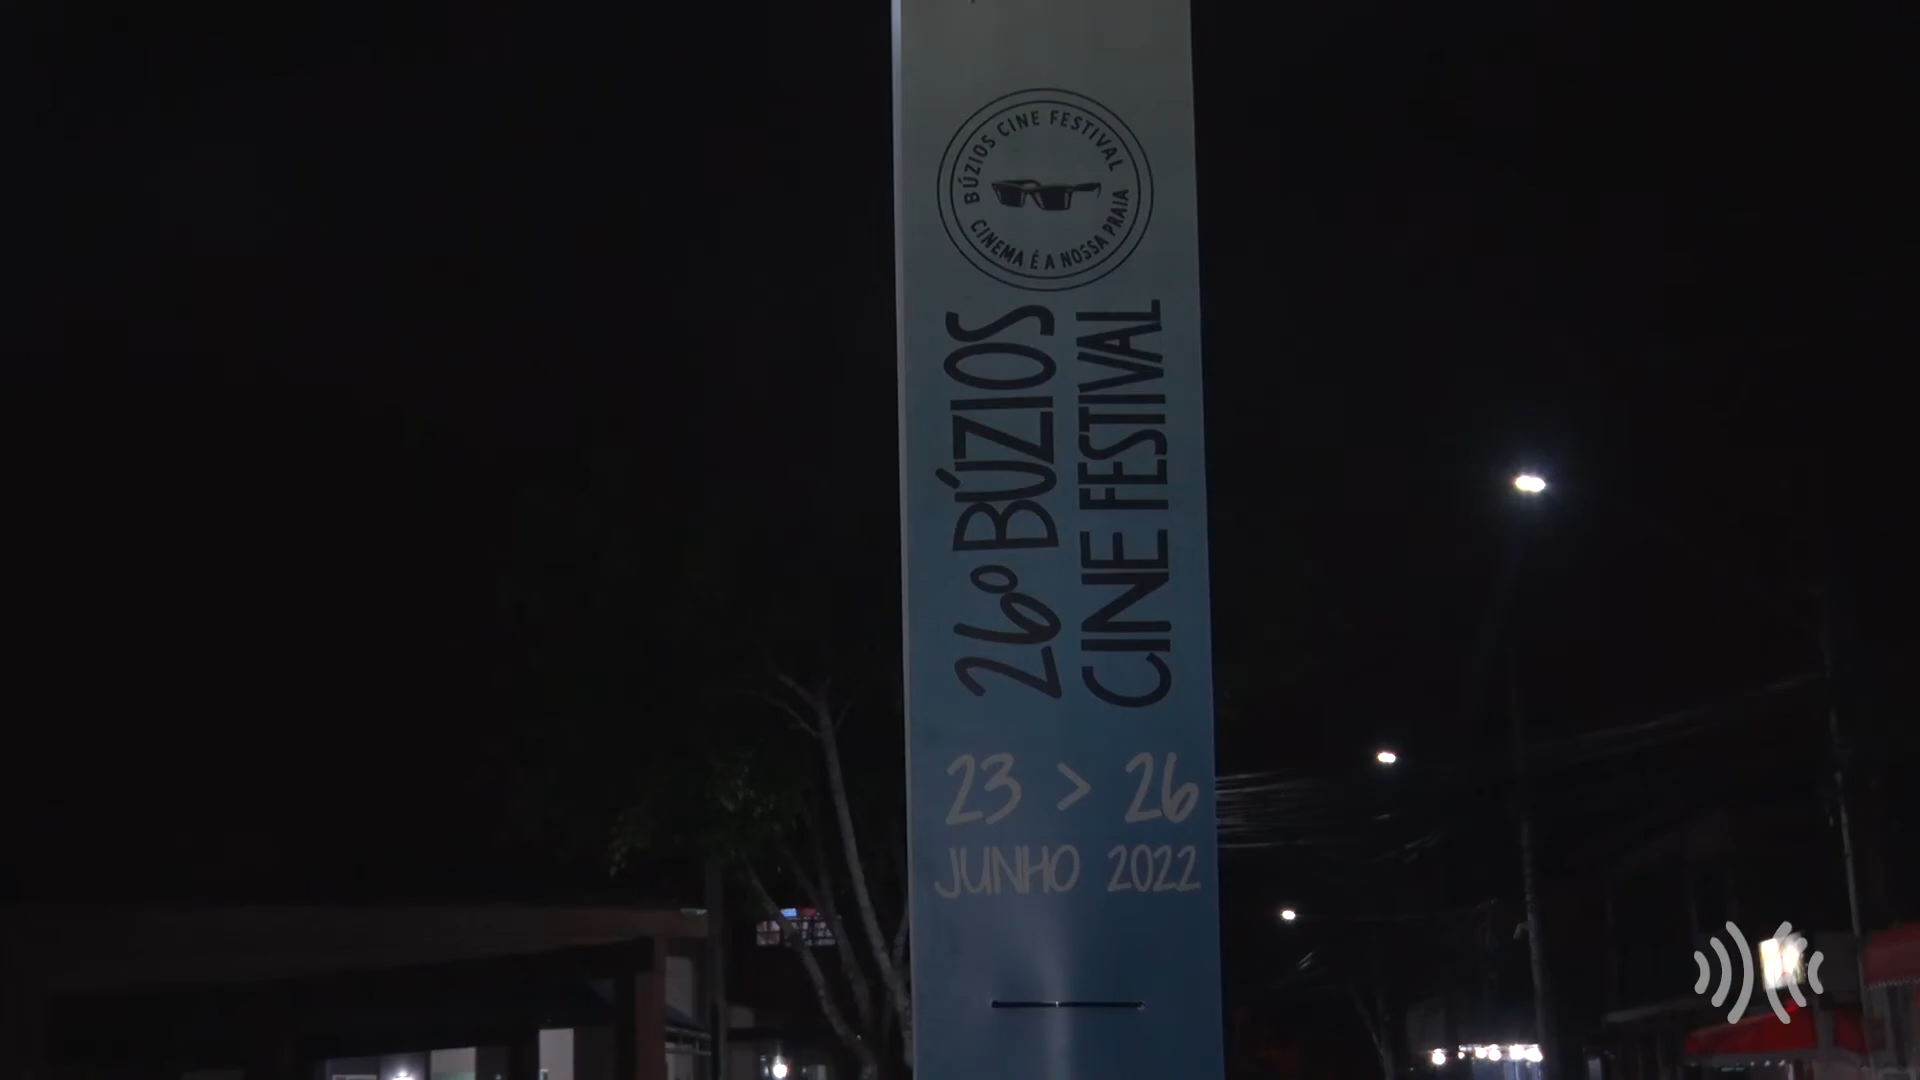 BÚZIOS CINE FESTIVAL
CINEMA É A NOSSA PRAIA
26º BÚZIOS
CINE FESTIVAL
23 > 26
JUNHO 2022